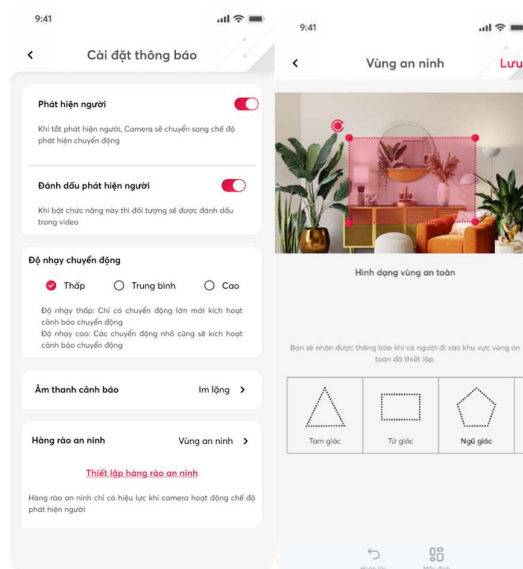 9:41
Cài đặt thông báo
Phát hiện người
Khi tắt phát hiện người, Camera sẽ chuyển sang chế độ
phát hiện chuyển động
Đánh dấu phát hiện người
Khi bật chức năng này thì đối tượng sẽ được đánh dấu
trong video
Độ nhạy chuyển động
Thấp
Trung bình
Cao
Độ nhạy thấp: Chỉ có chuyển động lớn mới kích hoạt
cảnh báo chuyển động
Độ nhạy cao: Các chuyển động nhỏ cũng sẽ kích hoạt
cảnh báo chuyển động
Âm thanh cảnh báo
Im lặng
Hàng rào an ninh
Vùng an ninh
Thiết lập hàng rào an ninh
Hàng rào an ninh chỉ có hiệu lực khi camera hoạt động chế độ
phát hiện người
9:41
Vùng an ninh
Lưu
Hình dạng vùng an toàn
Bạn sẽ nhận được thông báo khi có người đi vào khu vực vùng an
toàn đã thiết lập.
Tam giác
Tứ giác
Ngũ giác
Hoàn tác
Mặc định